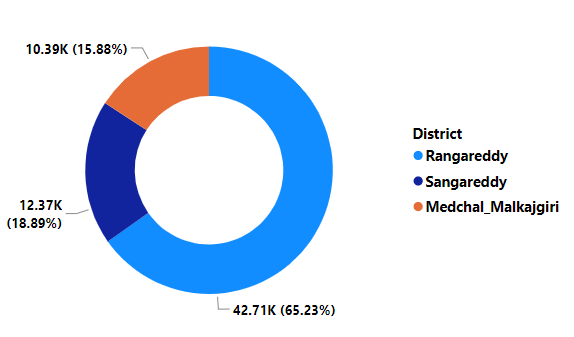 10.39K (15.88%)
District
Rangareddy
Sangareddy
Medchal_Malkajgiri
12.37K
(18.89%)
42.71K (65.23%)